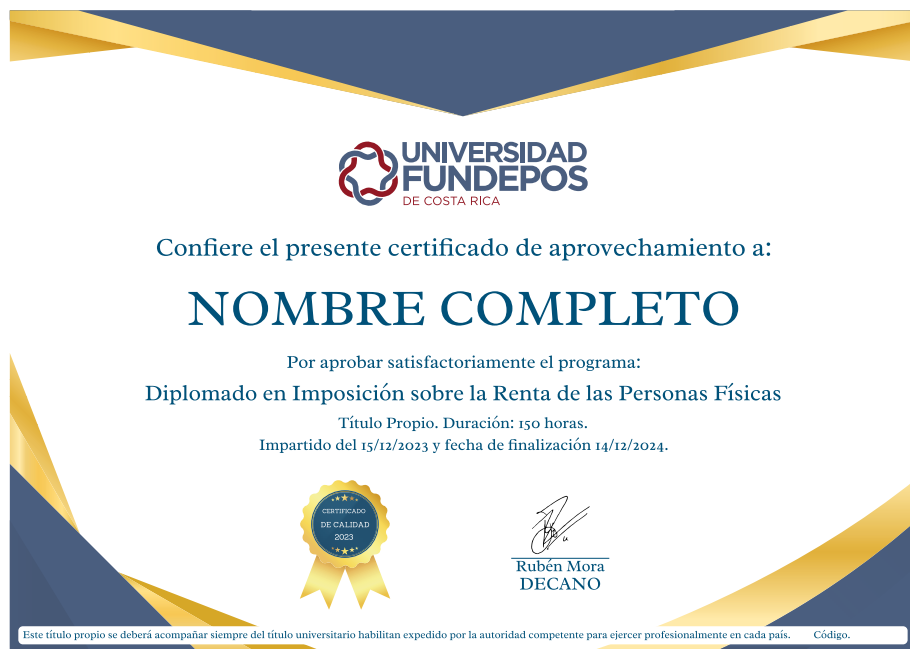 UNIVERSIDAD
FUNDEPOS
DE COSTA RICA
Confiere el presente certificado de aprovechamiento a:
NOMBRE COMPLETO
Por aprobar satisfactoriamente el programa:
Diplomado en Imposición sobre la Renta de las Personas Físicas
Título Propio. Duración: 150 horas.
Impartido del 15/12/2023 y fecha de finalización 14/12/2024.
CERTIFICADO
DE CALIDAD
2023
Rubén Mora
DECANO
Este título propio se deberá acompañar siempre del título universitario habilitan expedido por la autoridad competente para ejercer profesionalmente en cada país. Código.